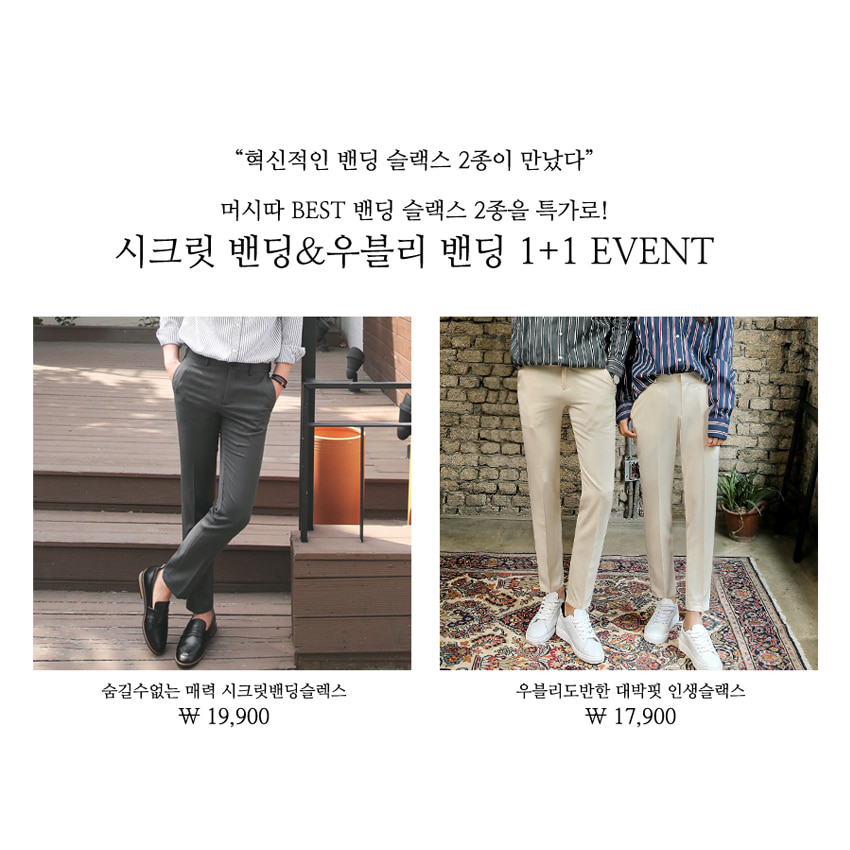 “혁신적인 밴딩 슬랙스 2종이 만났다”
머시따 BEST 밴딩 슬랙스 2종을 특가로!
시크릿 밴딩&우블리 밴딩 1+1 EVENT
숨길수없는 매력 시크릿밴딩슬렉스
₩ 19,900
우블리도반한 대박핏 인생슬랙스
₩ 17,900